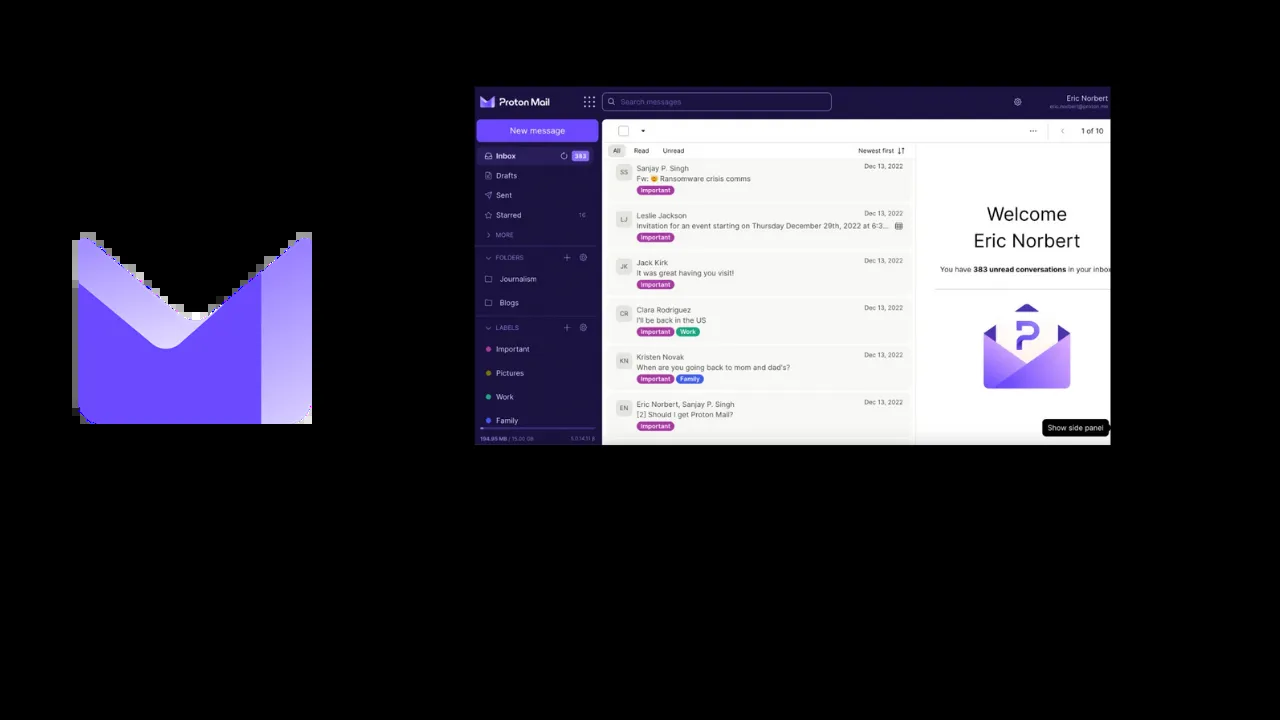 Proton Mail
Search messages
Eric Norbert
eric.norbert@proton.me
New message
1 of 10
Inbox 383
Drafts
Sent
Starred 16
MORE
FOLDERS
Journalism
Blogs
LABELS
Important
Pictures
Work
Family
194.95 MB / 15.00 GB
All Read Unread Newest first
SS Sanjay P. Singh Dec 13, 2022
Fw: 😡 Ransomware crisis comms
Important
LJ Leslie Jackson Dec 13, 2022
Invitation for an event starting on Thursday December 29th, 2022 at 6:3...
Important
JK Jack Kirk Dec 13, 2022
It was great having you visit!
Important
CR Clara Rodriguez Dec 13, 2022
I'll be back in the US
Important Work
KN Kristen Novak Dec 13, 2022
When are you going back to mom and dad's?
Important Family
EN Eric Norbert, Sanjay P. Singh Dec 13, 2022
[2] Should I get Proton Mail?
Important
Welcome
Eric Norbert
You have 383 unread conversations in your inbox
Show side panel